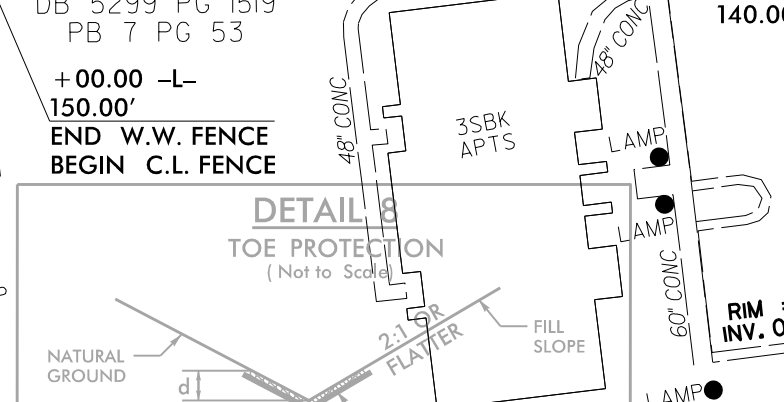 DB 5299 PG 1519
PB 7 PG 53
+00.00 -L-
150.00'
END W.W. FENCE
BEGIN C.L. FENCE
48" CONC
3SBK
APTS
48" CONC
LAMP
LAMP
60" CONC
LAMP
DETAIL 8
TOE PROTECTION
( Not to Scale)
NATURAL
GROUND
d
2:1 OR
FLATTER
FILL
SLOPE
RIM
INV.